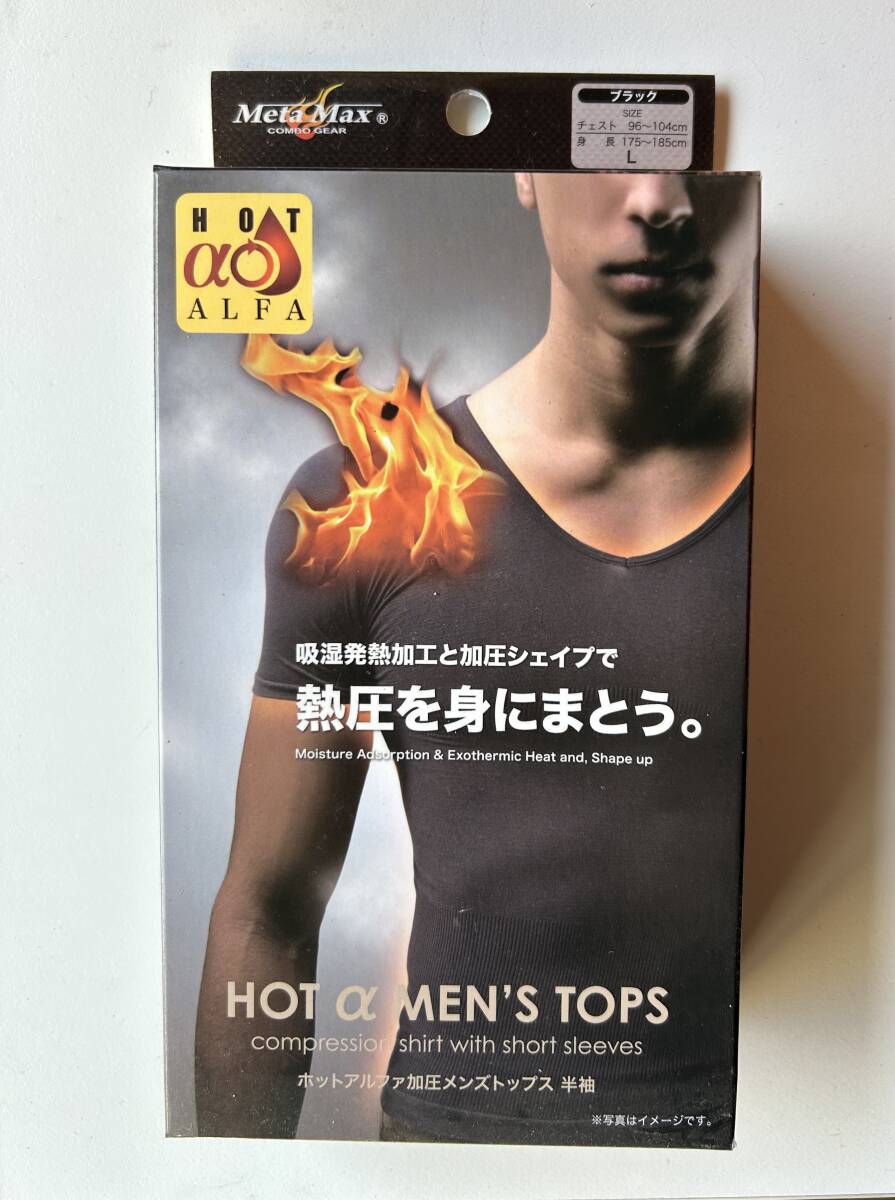 Meta Max®
COMBO GEAR
ブラック
SIZE
チェスト 96〜104cm
身 長 175〜185cm
L
HOT
α
ALFA
吸湿発熱加工と加圧シェイプで
熱圧を身にまとう。
Moisture Adsorption & Exothermic Heat and, Shape up
HOT α MEN'S TOPS
compression shirt with short sleeves
ホットアルファ加圧メンズトップス 半袖
※写真はイメージです。